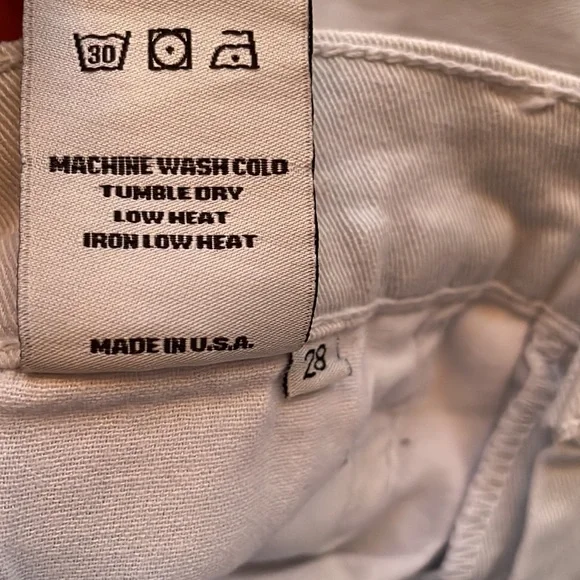 30
MACHINE WASH COLD
TUMBLE DRY
LOW HEAT
IRON LOW HEAT
MADE IN U.S.A.
28